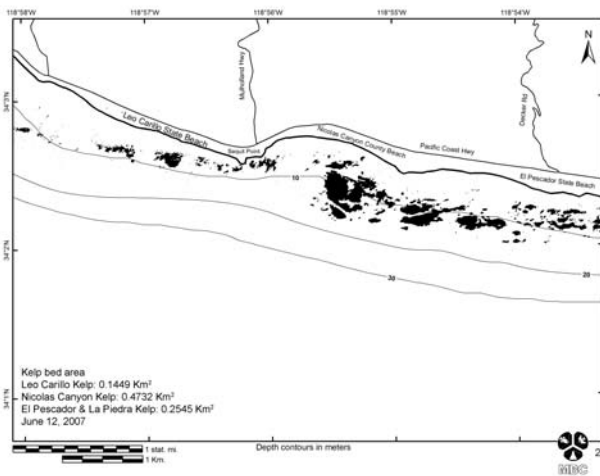 118°58'W 118°57'W 118°56'W 118°55'W 118°54'W
N
34°3'N
Mulholland Hwy
Decker Rd
Leo Carillo State Beach
Sequit Point
Nicolas Canyon County Beach
Pacific Coast Hwy
El Pescador State Beach
10
34°2'N
20
30
34°1'N
Kelp bed area
Leo Carillo Kelp: 0.1449 Km²
Nicolas Canyon Kelp: 0.4732 Km²
El Pescador & La Piedra Kelp: 0.2545 Km²
June 12, 2007
1 stat. mi.
1 Km.
Depth contours in meters
MBC
2